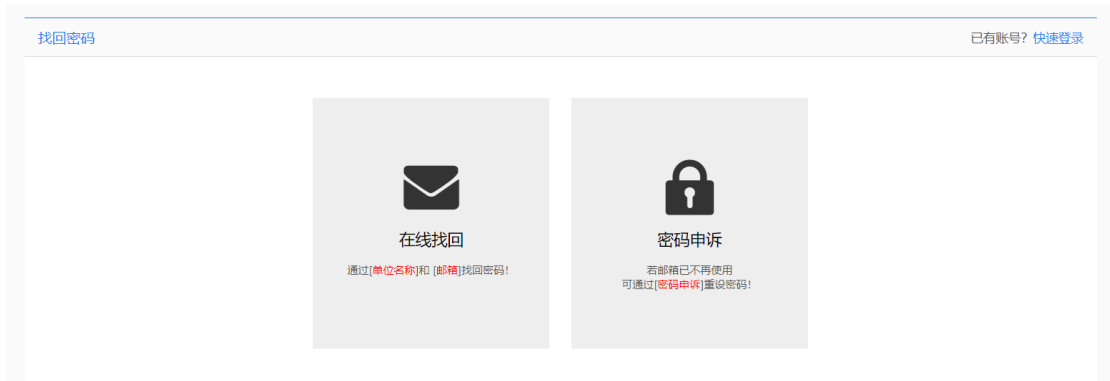 找回密码
已有账号？快速登录
在线找回
通过[单位名称]和 [邮箱]找回密码！
密码申诉
若邮箱已不再使用
可通过[密码申诉]重设密码！